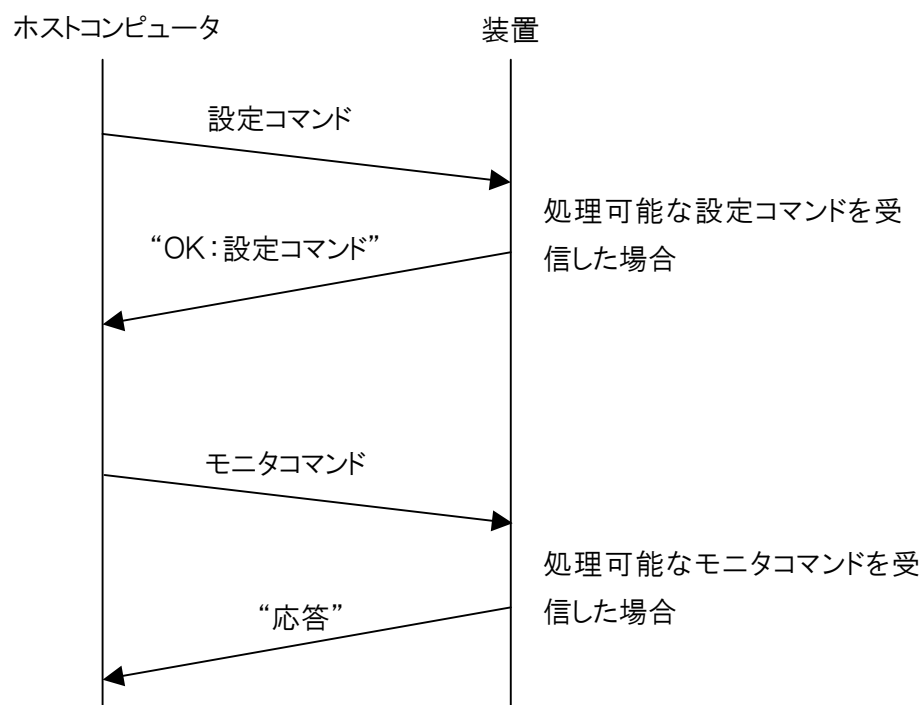 ホストコンピュータ
装置
設定コマンド
処理可能な設定コマンドを受
信した場合
“OK:設定コマンド”
モニタコマンド
処理可能なモニタコマンドを受
信した場合
“応答”